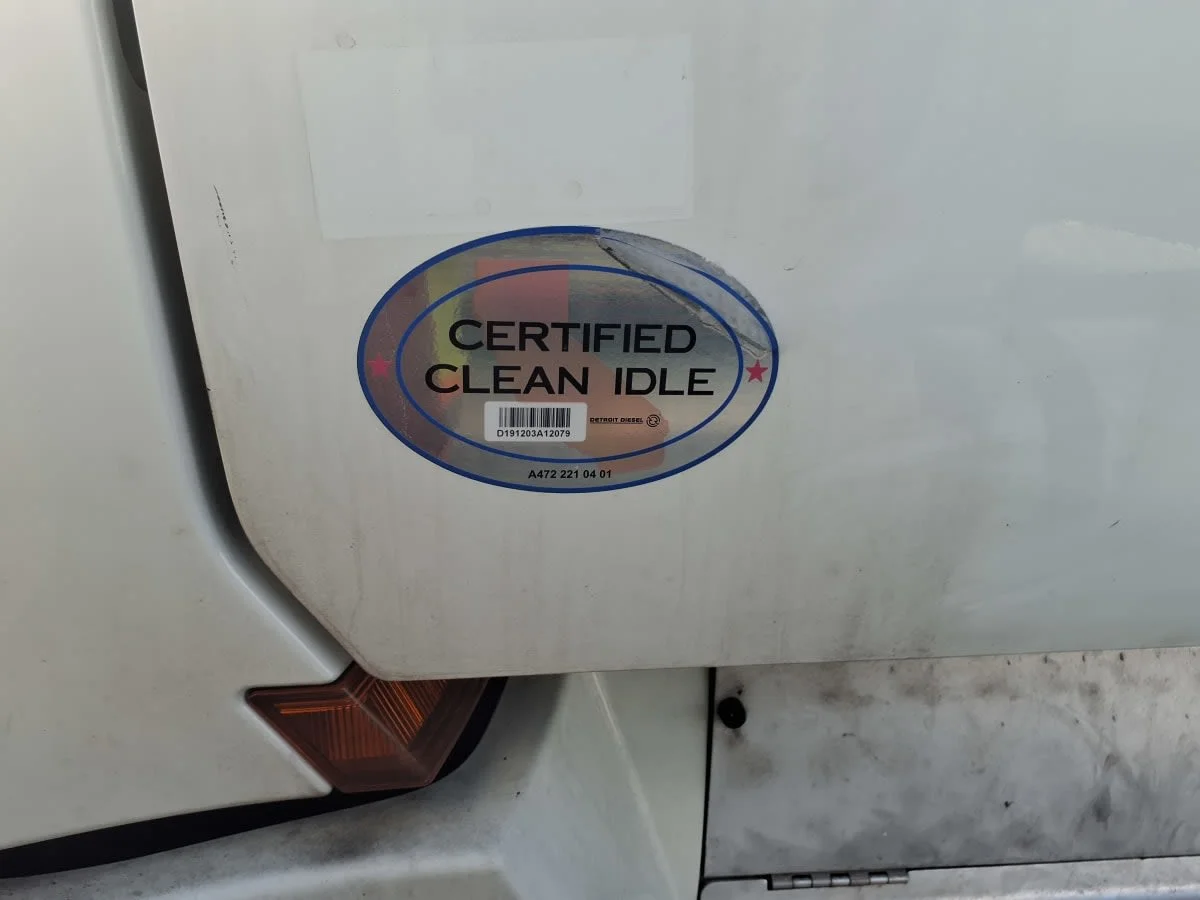 CERTIFIED
CLEAN IDLE
D191203A12079
DETROIT DIESEL
A472 221 04 01